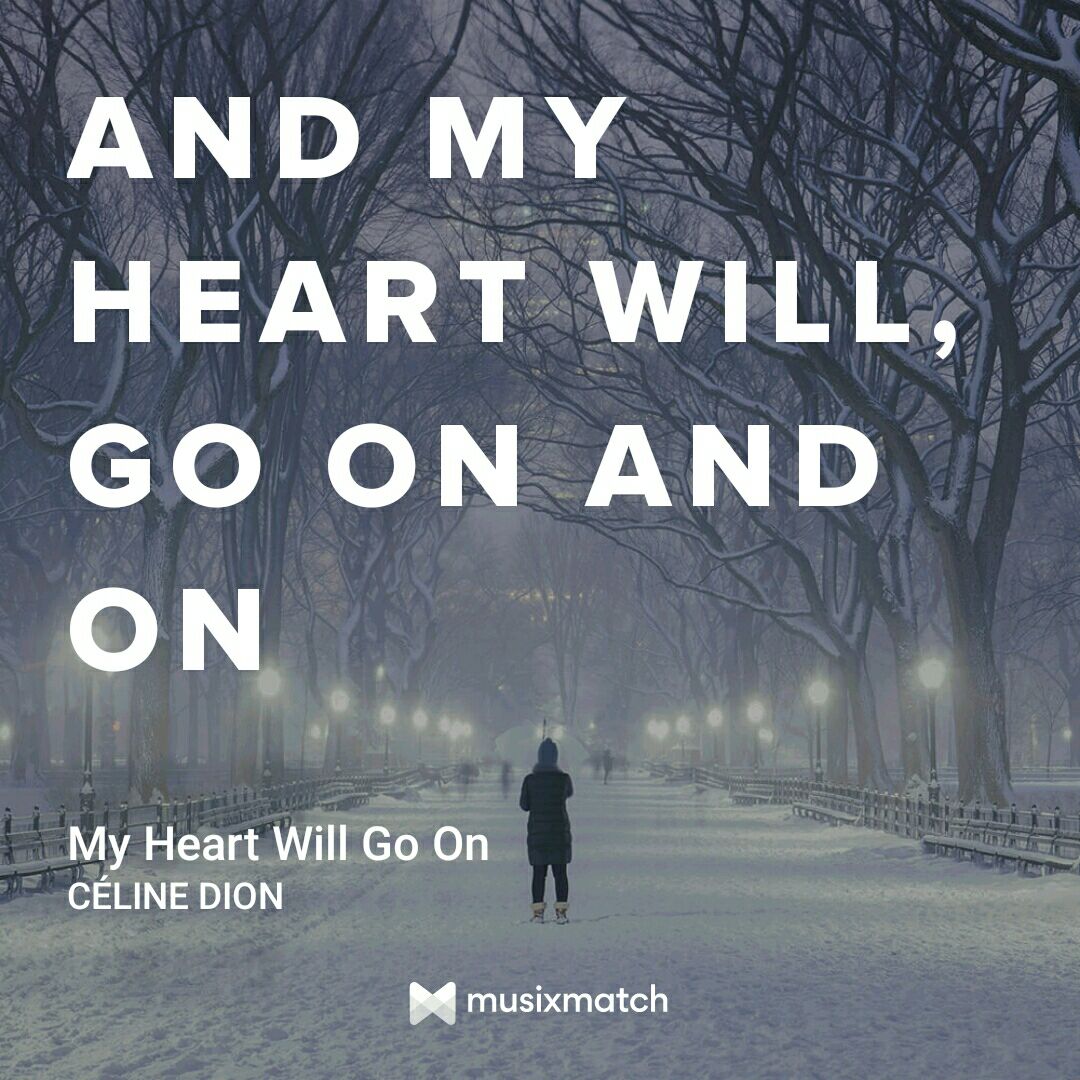 AND MY
HEART WILL,
GO ON AND
ON
My Heart Will Go On
CÉLINE DION
musixmatch